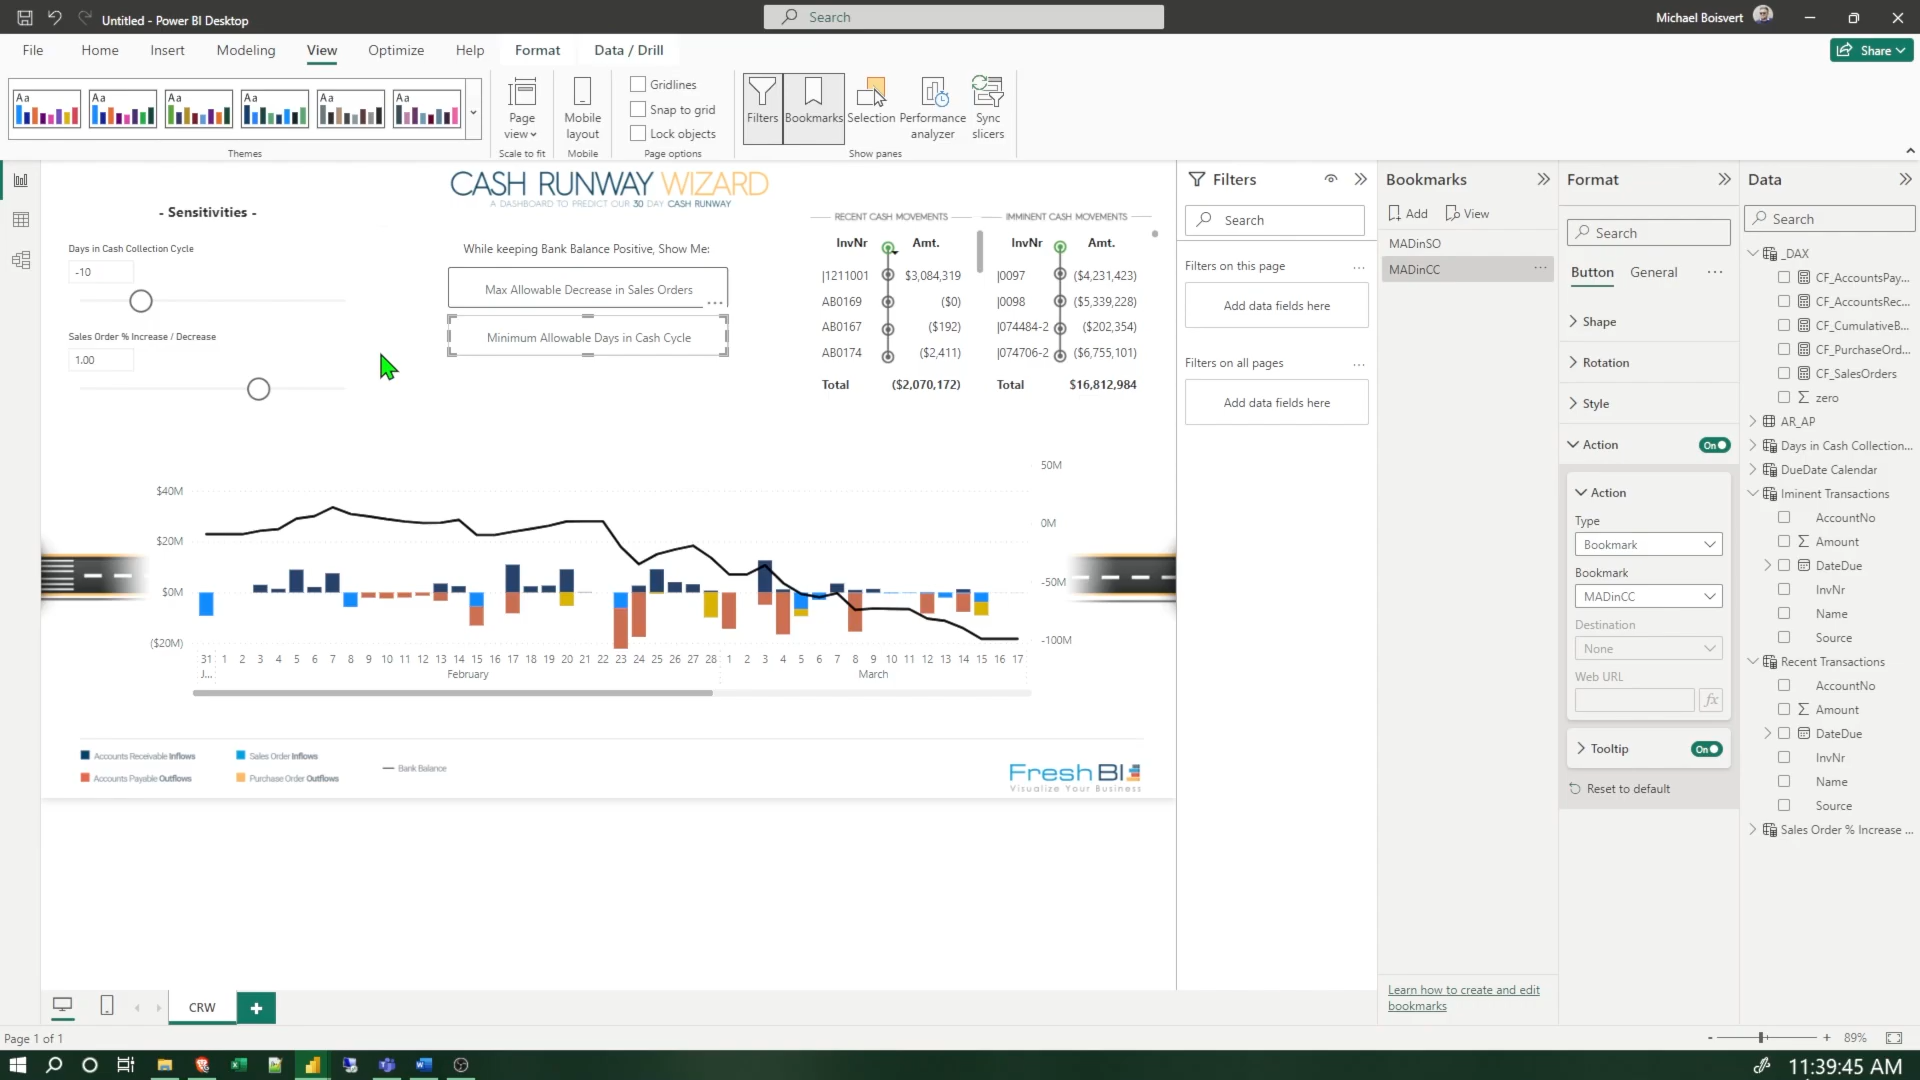 Untitled - Power BI Desktop
Search
Michael Boisvert
File Home Insert Modeling View Optimize Help Format Data / Drill
Share
Aa Aa Aa Aa Aa Aa
Themes
Page view
Scale to fit
Mobile layout
Mobile
Gridlines
Snap to grid
Lock objects
Page options
Filters Bookmarks Selection Performance analyzer Sync slicers
Show panes
CASH RUNWAY WIZARD
A DASHBOARD TO PREDICT OUR 30 DAY CASH RUNWAY
- Sensitivities -
Days in Cash Collection Cycle
-10
Sales Order % Increase / Decrease
1.00
While keeping Bank Balance Positive, Show Me:
Max Allowable Decrease in Sales Orders
...
Minimum Allowable Days in Cash Cycle
RECENT CASH MOVEMENTS
InvNr Amt.
|1211001 $3,084,319
AB0169 ($0)
AB0167 ($192)
AB0174 ($2,411)
Total ($2,070,172)
IMMINENT CASH MOVEMENTS
InvNr Amt.
|0097 ($4,231,423)
|0098 ($5,339,228)
|074484-2 ($202,354)
|074706-2 ($6,755,101)
Total $16,812,984
$40M
$20M
$0M
($20M)
50M
0M
-50M
-100M
31 1 2 3 4 5 6 7 8 9 10 11 12 13 14 15 16 17 18 19 20 21 22 23 24 25 26 27 28 1 2 3 4 5 6 7 8 9 10 11 12 13 14 15 16 17
J... February March
Accounts Receivable Inflows
Sales Order Inflows
Bank Balance
Accounts Payable Outflows
Purchase Order Outflows
Fresh BI
Visualize Your Business
Filters
Search
Filters on this page ...
Add data fields here
Filters on all pages ...
Add data fields here
Bookmarks
Add View
MADinSO
MADinCC ...
Learn how to create and edit bookmarks
Format
Search
Button General ...
Shape
Rotation
Style
Action On
Action
Type
Bookmark
Bookmark
MADinCC
Destination
None
Web URL
fx
Tooltip On
Reset to default
Data
Search
_DAX
CF_AccountsPay...
CF_AccountsRec...
CF_CumulativeB...
CF_PurchaseOrd...
CF_SalesOrders
zero
AR_AP
Days in Cash Collection...
DueDate Calendar
Iminent Transactions
AccountNo
Amount
DateDue
InvNr
Name
Source
Recent Transactions
AccountNo
Amount
DateDue
InvNr
Name
Source
Sales Order % Increase ...
CRW
Page 1 of 1
- + 89%
11:39:45 AM